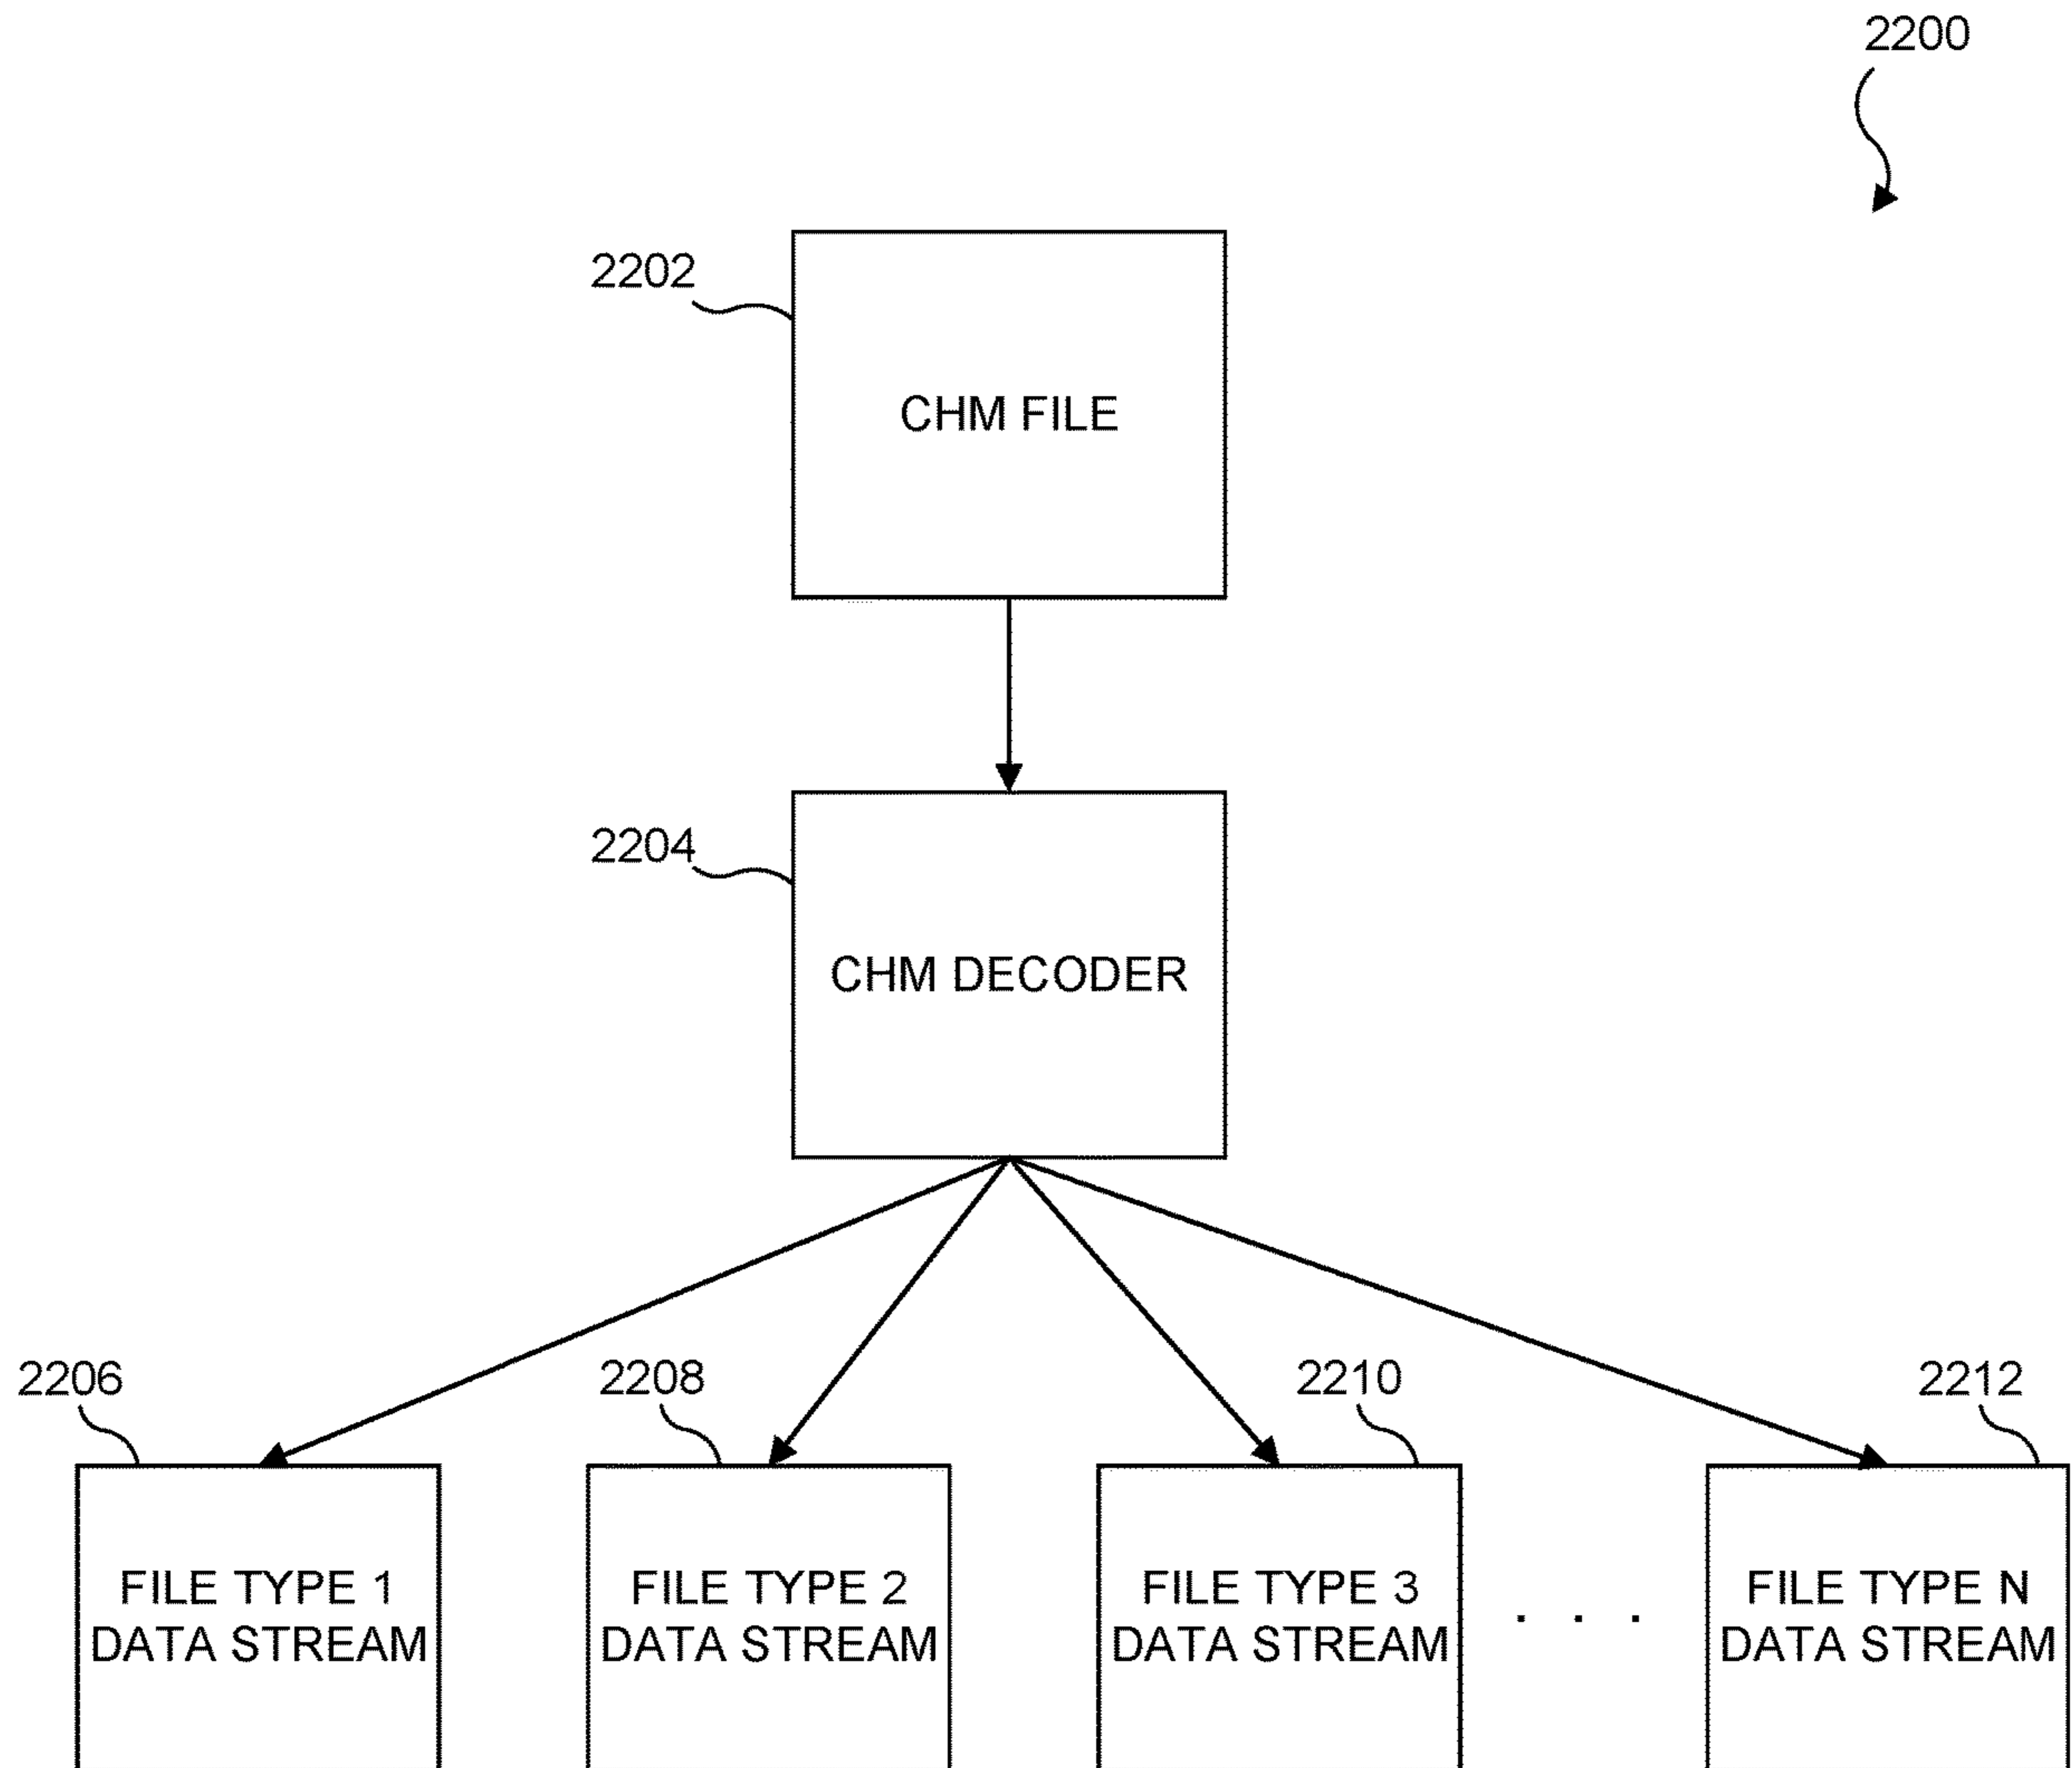 2200
2202
CHM FILE
2204
CHM DECODER
2206
2208
2210
2212
FILE TYPE 1
DATA STREAM
FILE TYPE 2
DATA STREAM
FILE TYPE 3
DATA STREAM
. . .
FILE TYPE N
DATA STREAM